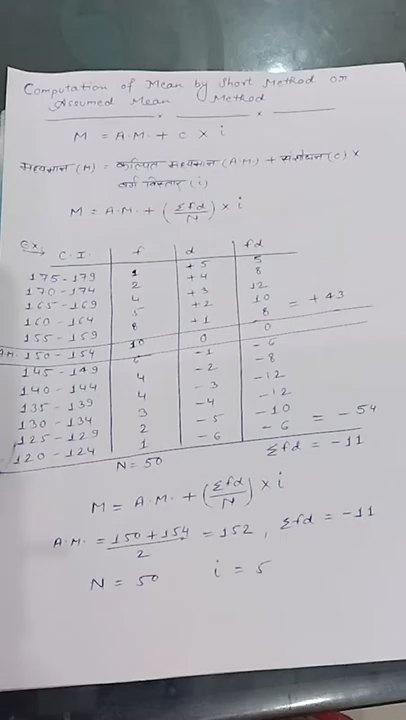 Computation of Mean by Short Method or
Assumed Mean Method
x x
M = A.M. + C x i
मध्यमान (M) = कल्पित मध्यमान (A.M.) + संशोधन (C) x
वर्ग विस्तार (i)
M = A.M. + (Σfd/N) x i
Ex. C.I. f d fd
175-179 1 +5 5
170-174 2 +4 8
165-169 4 +3 12
160-164 5 +2 10 = +43
155-159 8 +1 8
A.M. 150-154 10 0 0
145-149 6 -1 -6
140-144 4 -2 -8
135-139 4 -3 -12
130-134 3 -4 -12
125-129 2 -5 -10 = -54
120-124 1 -6 -6
N = 50 Σfd = -11
M = A.M. + (Σfd/N) x i
A.M. = 150 + 154/2 = 152, Σfd = -11
N = 50 i = 5